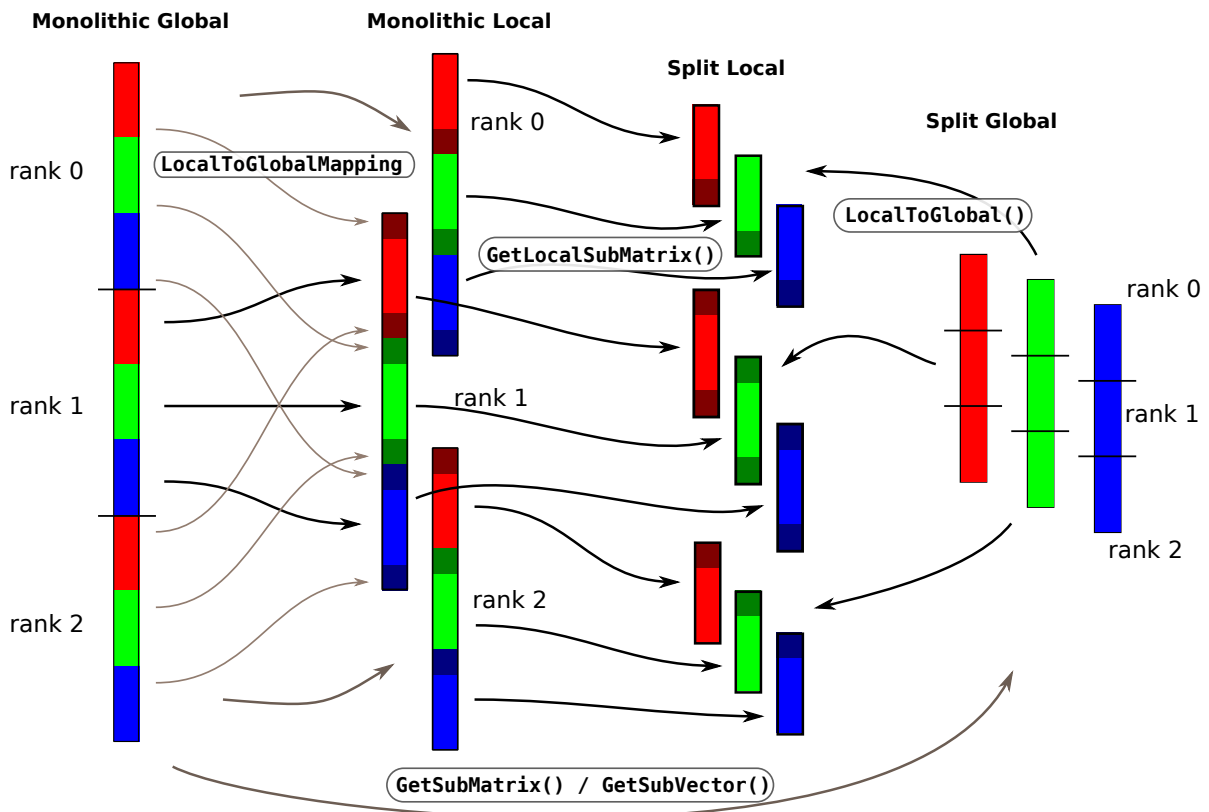 Monolithic Global
Monolithic Local
Split Local
Split Global
rank 0
LocalToGlobalMapping
rank 0
LocalToGlobal()
GetLocalSubMatrix()
rank 0
rank 1
rank 1
rank 1
rank 2
rank 2
rank 2
GetSubMatrix() / GetSubVector()